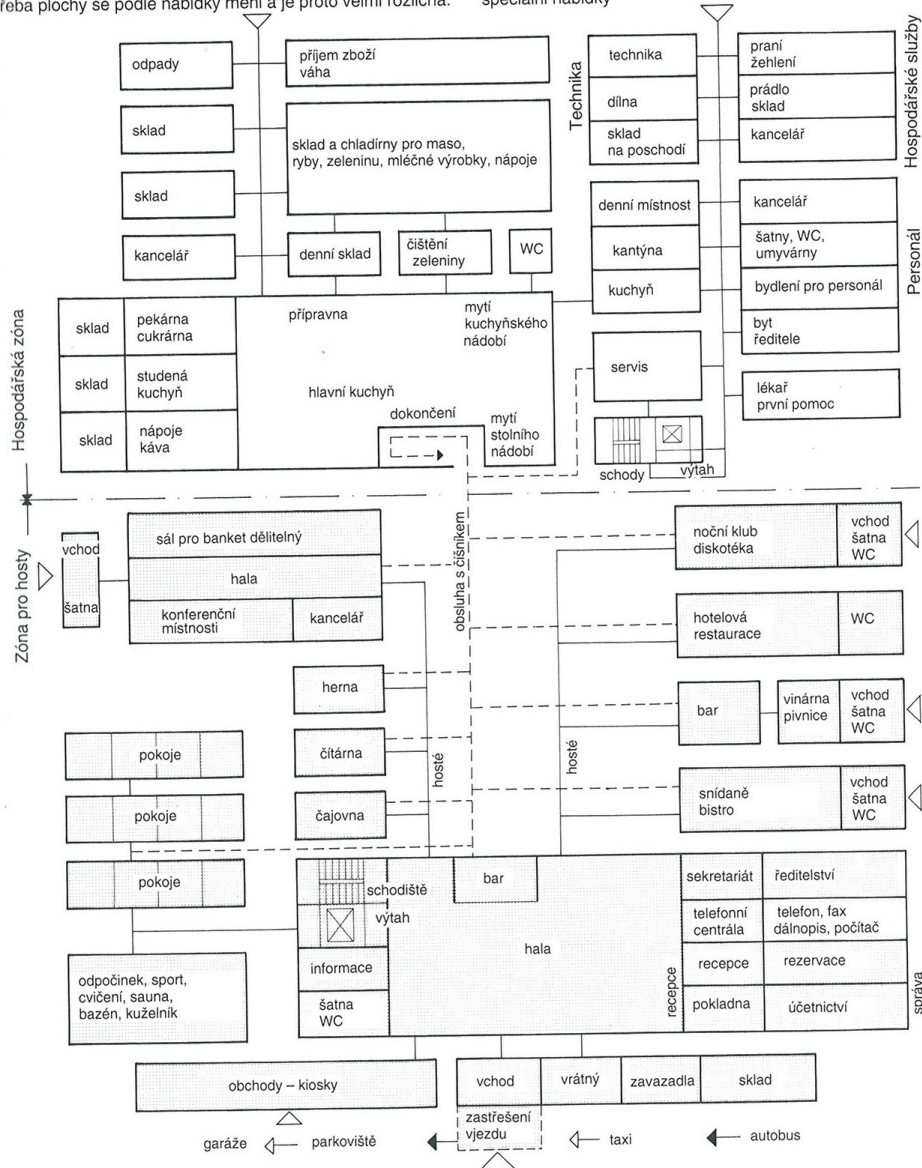 řeba plochy se podle nabídky mění a je proto velmi rozličná. speciální nabídky
odpady
příjem zboží
váha
sklad
sklad a chladírny pro maso,
ryby, zeleninu, mléčné výrobky, nápoje
sklad
kancelář
denní sklad
čištění
zeleniny
WC
Technika
technika
dílna
sklad
na poschodí
praní
žehlení
prádlo
sklad
kancelář
Hospodářské služby
denní místnost
kantýna
kuchyň
kancelář
šatny, WC,
umyvárny
bydlení pro personál
byt
ředitele
Personál
servis
lékař
první pomoc
schody
výtah
Hospodářská zóna
sklad
pekárna
cukrárna
sklad
studená
kuchyň
sklad
nápoje
káva
přípravna
mytí
kuchyňského
nádobí
hlavní kuchyň
dokončení
mytí
stolního
nádobí
Zóna pro hosty
vchod
šatna
sál pro banket dělitelný
hala
konferenční
místnosti
kancelář
obsluha s číšníkem
noční klub
diskotéka
vchod
šatna
WC
hotelová
restaurace
WC
herna
čítárna
čajovna
hosté
hosté
bar
vinárna
pivnice
vchod
šatna
WC
snídaně
bistro
vchod
šatna
WC
pokoje
pokoje
pokoje
odpočinek, sport,
cvičení, sauna,
bazén, kuželník
schodiště
výtah
informace
šatna
WC
bar
hala
recepce
sekretariát
ředitelství
telefonní
centrála
telefon, fax
dálnopis, počítač
recepce
rezervace
pokladna
účetnictví
správa
obchody – kiosky
vchod
vrátný
zavazadla
sklad
zastřešení
vjezdu
garáže
parkoviště
taxi
autobus